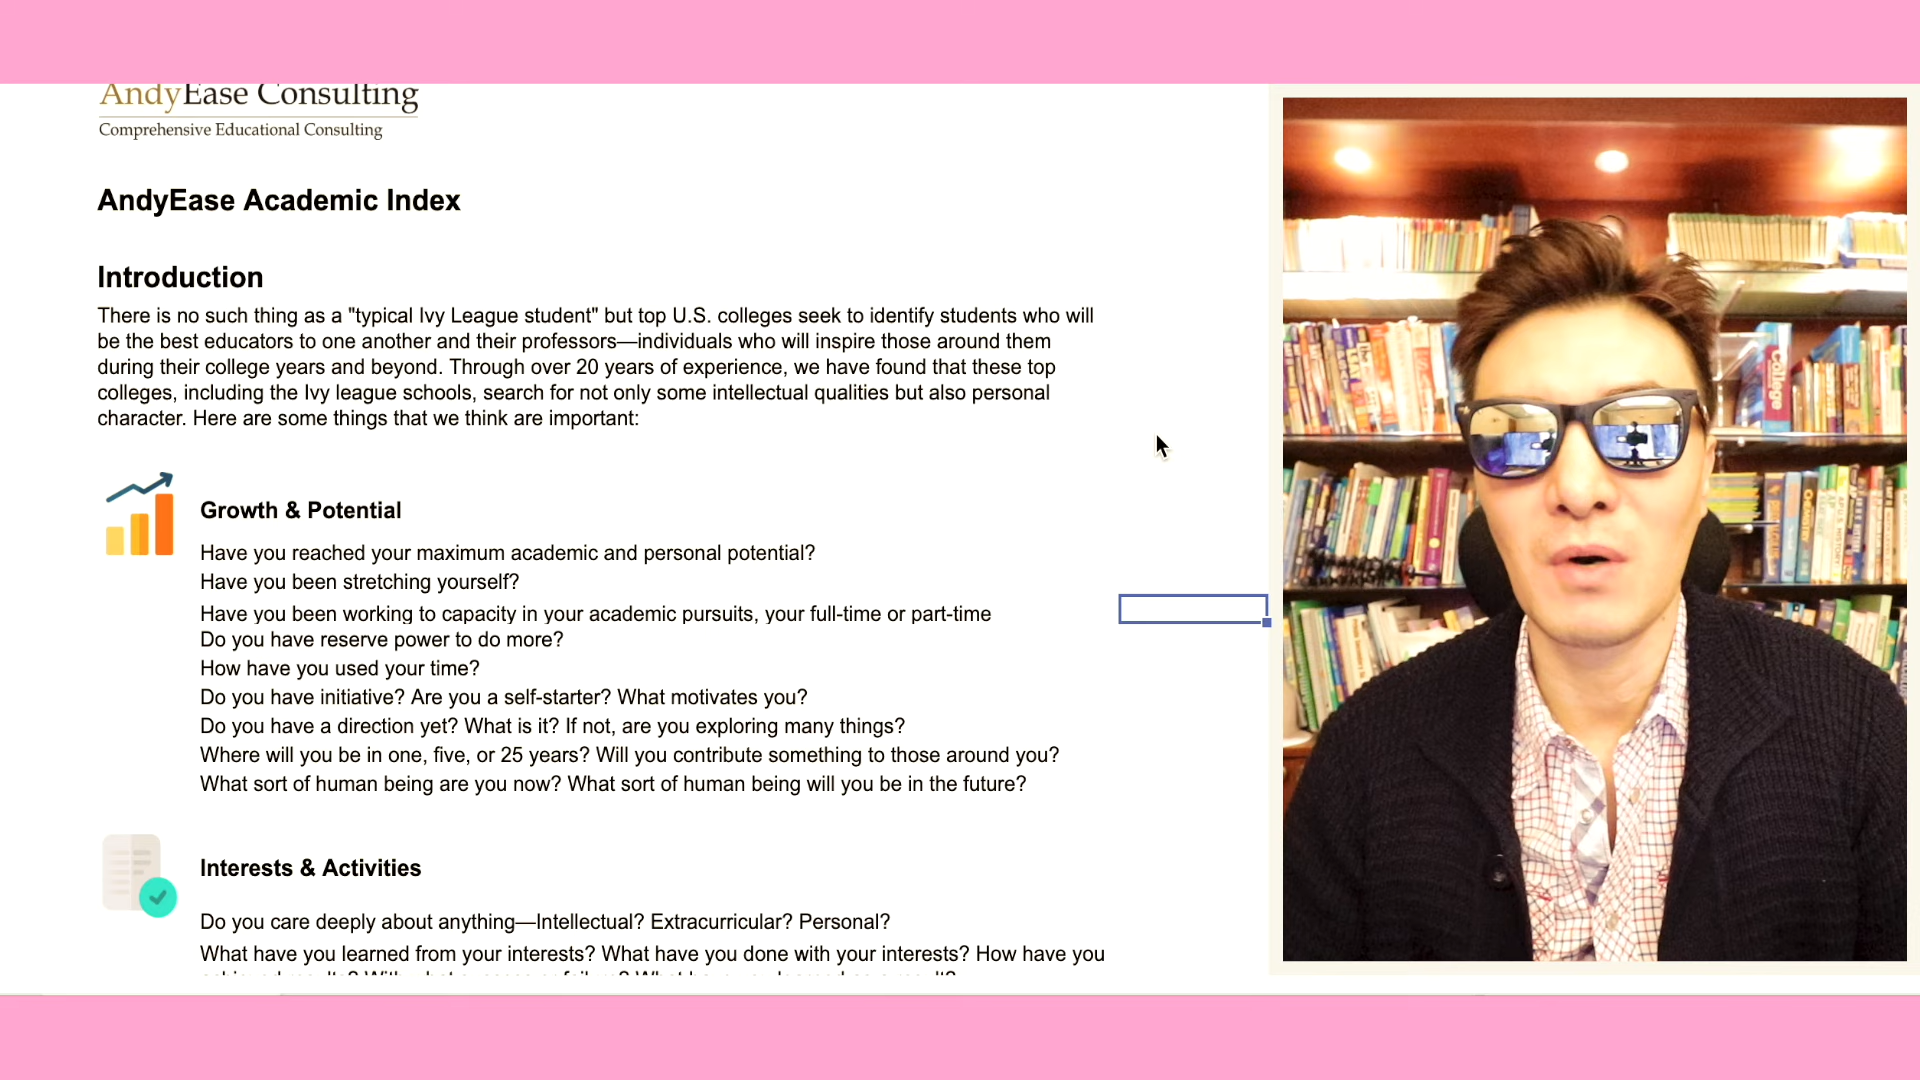 AndyEase Consulting
Comprehensive Educational Consulting
AndyEase Academic Index
Introduction
There is no such thing as a "typical Ivy League student" but top U.S. colleges seek to identify students who will
be the best educators to one another and their professors—individuals who will inspire those around them
during their college years and beyond. Through over 20 years of experience, we have found that these top
colleges, including the Ivy league schools, search for not only some intellectual qualities but also personal
character. Here are some things that we think are important:
Growth & Potential
Have you reached your maximum academic and personal potential?
Have you been stretching yourself?
Have you been working to capacity in your academic pursuits, your full-time or part-time
Do you have reserve power to do more?
How have you used your time?
Do you have initiative? Are you a self-starter? What motivates you?
Do you have a direction yet? What is it? If not, are you exploring many things?
Where will you be in one, five, or 25 years? Will you contribute something to those around you?
What sort of human being are you now? What sort of human being will you be in the future?
Interests & Activities
Do you care deeply about anything—Intellectual? Extracurricular? Personal?
What have you learned from your interests? What have you done with your interests? How have you
College